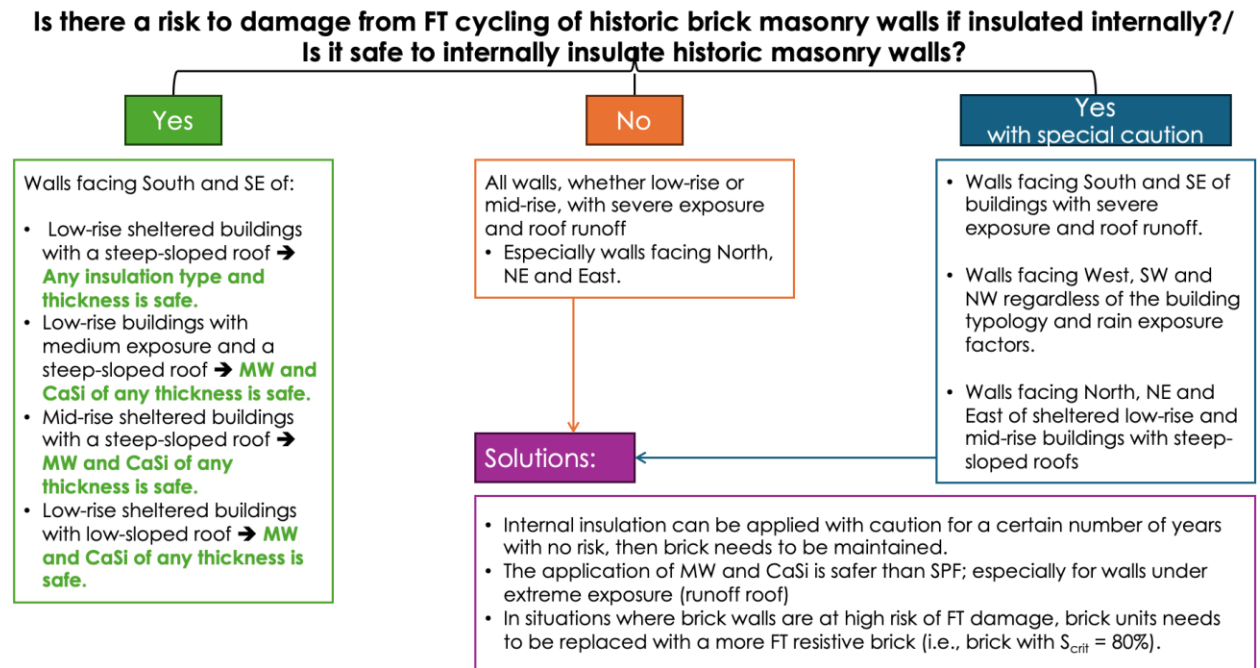 Is there a risk to damage from FT cycling of historic brick masonry walls if insulated internally?/
Is it safe to internally insulate historic masonry walls?
Yes
Walls facing South and SE of:
• Low-rise sheltered buildings
with a steep-sloped roof ➔
Any insulation type and
thickness is safe.
• Low-rise buildings with
medium exposure and a
steep-sloped roof ➔ MW and
CaSi of any thickness is safe.
• Mid-rise sheltered buildings
with a steep-sloped roof ➔
MW and CaSi of any
thickness is safe.
• Low-rise sheltered buildings
with low-sloped roof ➔ MW
and CaSi of any thickness is
safe.
No
All walls, whether low-rise or
mid-rise, with severe exposure
and roof runoff
• Especially walls facing North,
NE and East.
Yes
with special caution
• Walls facing South and SE of
buildings with severe
exposure and roof runoff.
• Walls facing West, SW and
NW regardless of the building
typology and rain exposure
factors.
• Walls facing North, NE and
East of sheltered low-rise and
mid-rise buildings with steep-
sloped roofs
Solutions:
• Internal insulation can be applied with caution for a certain number of years
with no risk, then brick needs to be maintained.
• The application of MW and CaSi is safer than SPF; especially for walls under
extreme exposure (runoff roof)
• In situations where brick walls are at high risk of FT damage, brick units needs
to be replaced with a more FT resistive brick (i.e., brick with Scrit = 80%).